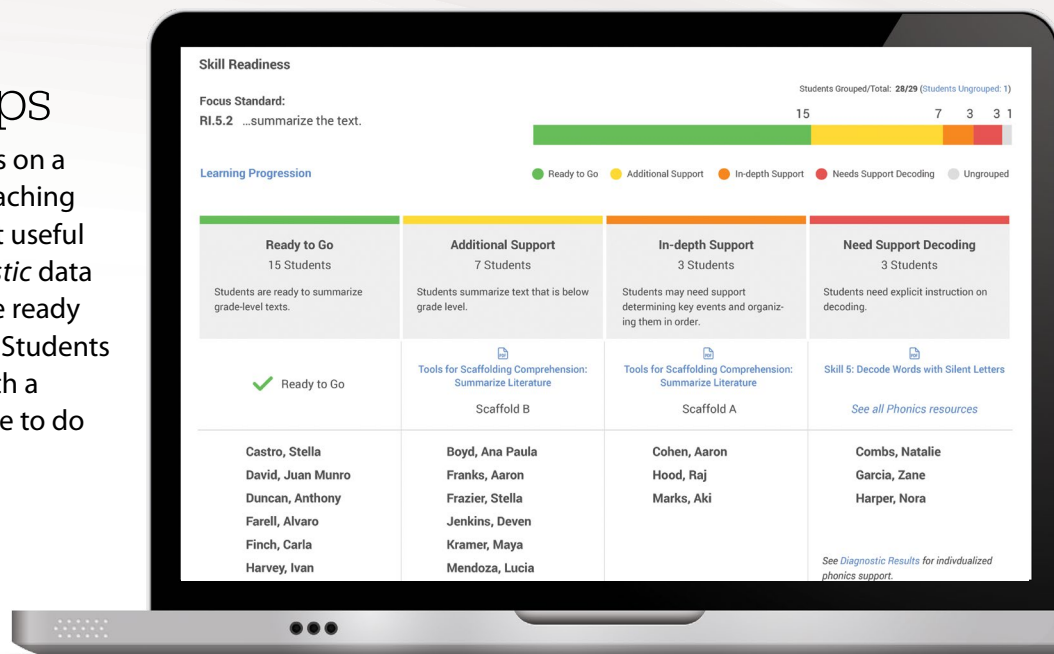 ps
s on a
aching
t useful
stic data
e ready
Students
th a
e to do
Skill Readiness
Students Grouped/Total: 28/29 (Students Ungrouped: 1)
Focus Standard:
RI.5.2 ...summarize the text.
15 7 3 3 1
Learning Progression
Ready to Go Additional Support In-depth Support Needs Support Decoding Ungrouped
Ready to Go
15 Students
Students are ready to summarize
grade-level texts.
Additional Support
7 Students
Students summarize text that is below
grade level.
In-depth Support
3 Students
Students may need support
determining key events and organiz-
ing them in order.
Need Support Decoding
3 Students
Students need explicit instruction on
decoding.
Ready to Go
PDF
Tools for Scaffolding Comprehension:
Summarize Literature
Scaffold B
PDF
Tools for Scaffolding Comprehension:
Summarize Literature
Scaffold A
PDF
Skill 5: Decode Words with Silent Letters
See all Phonics resources
Castro, Stella
David, Juan Munro
Duncan, Anthony
Farell, Alvaro
Finch, Carla
Harvey, Ivan
Boyd, Ana Paula
Franks, Aaron
Frazier, Stella
Jenkins, Deven
Kramer, Maya
Mendoza, Lucia
Cohen, Aaron
Hood, Raj
Marks, Aki
Combs, Natalie
Garcia, Zane
Harper, Nora
See Diagnostic Results for indivdualized
phonics support.